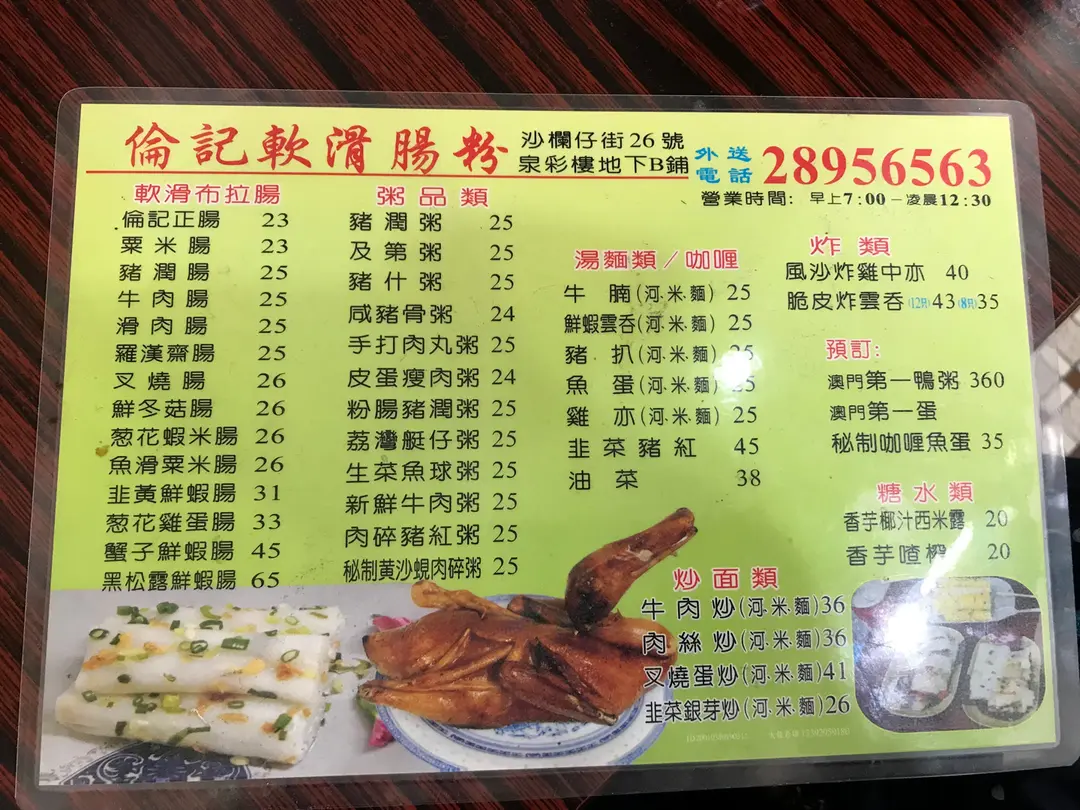 倫記軟滑腸粉
沙欄仔街26號
泉彩樓地下B鋪
外送
電話
28956563
營業時間: 早上7:00－凌晨12:30
軟滑布拉腸
倫記正腸 23
粟米腸 23
豬潤腸 25
牛肉腸 25
滑肉腸 25
羅漢齋腸 25
叉燒腸 26
鮮冬菇腸 26
葱花蝦米腸 26
魚滑粟米腸 26
韭黃鮮蝦腸 31
葱花雞蛋腸 33
蟹子鮮蝦腸 45
黑松露鮮蝦腸 65
粥品類
豬潤粥 25
及第粥 25
豬什粥 25
咸豬骨粥 24
手打肉丸粥 25
皮蛋瘦肉粥 24
粉腸豬潤粥 25
荔灣艇仔粥 25
生菜魚球粥 25
新鮮牛肉粥 25
肉碎豬紅粥 25
秘制黄沙蜆肉碎粥 25
湯麵類/咖喱
牛腩(河.米.麵) 25
鮮蝦雲吞(河.米.麵) 25
豬扒(河.米.麵) 25
魚蛋(河.米.麵)
雞亦(河.米.麵) 25
韭菜豬紅 45
油菜 38
炒面類
牛肉炒(河.米.麵)36
肉絲炒(河.米.麵)36
叉燒蛋炒(河.米.麵)41
韭菜銀芽炒(河.米.麵)26
炸類
風沙炸雞中亦 40
脆皮炸雲吞(12只)43(8只)35
預訂:
澳門第一鴨粥 360
澳門第一蛋
秘制咖喱魚蛋 35
糖水類
香芋椰汁西米露 20
香芋喳 20